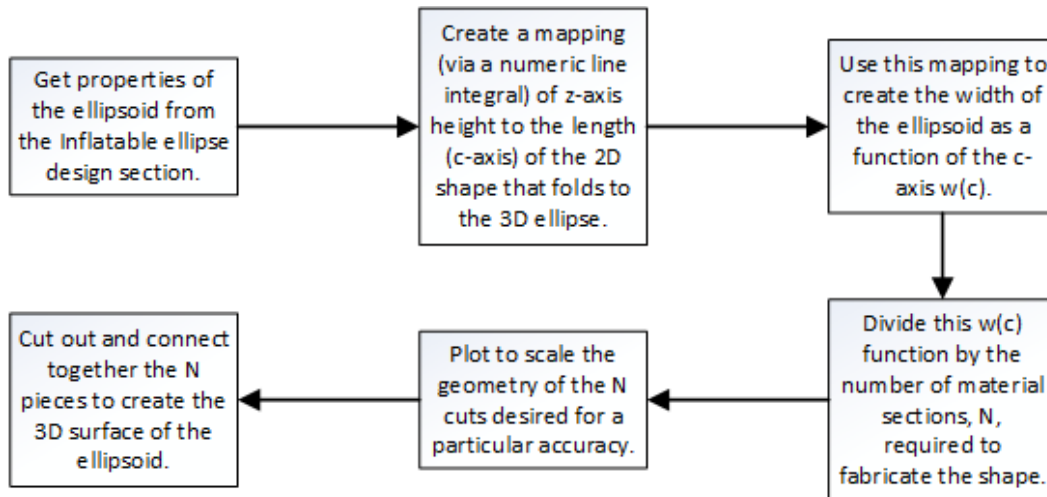 Get properties of
the ellipsoid from
the Inflatable ellipse
design section.
Create a mapping
(via a numeric line
integral) of z-axis
height to the length
(c-axis) of the 2D
shape that folds to
the 3D ellipse.
Use this mapping to
create the width of
the ellipsoid as a
function of the c-
axis w(c).
Divide this w(c)
function by the
number of material
sections, N,
required to
fabricate the shape.
Plot to scale the
geometry of the N
cuts desired for a
particular accuracy.
Cut out and connect
together the N
pieces to create the
3D surface of the
ellipsoid.